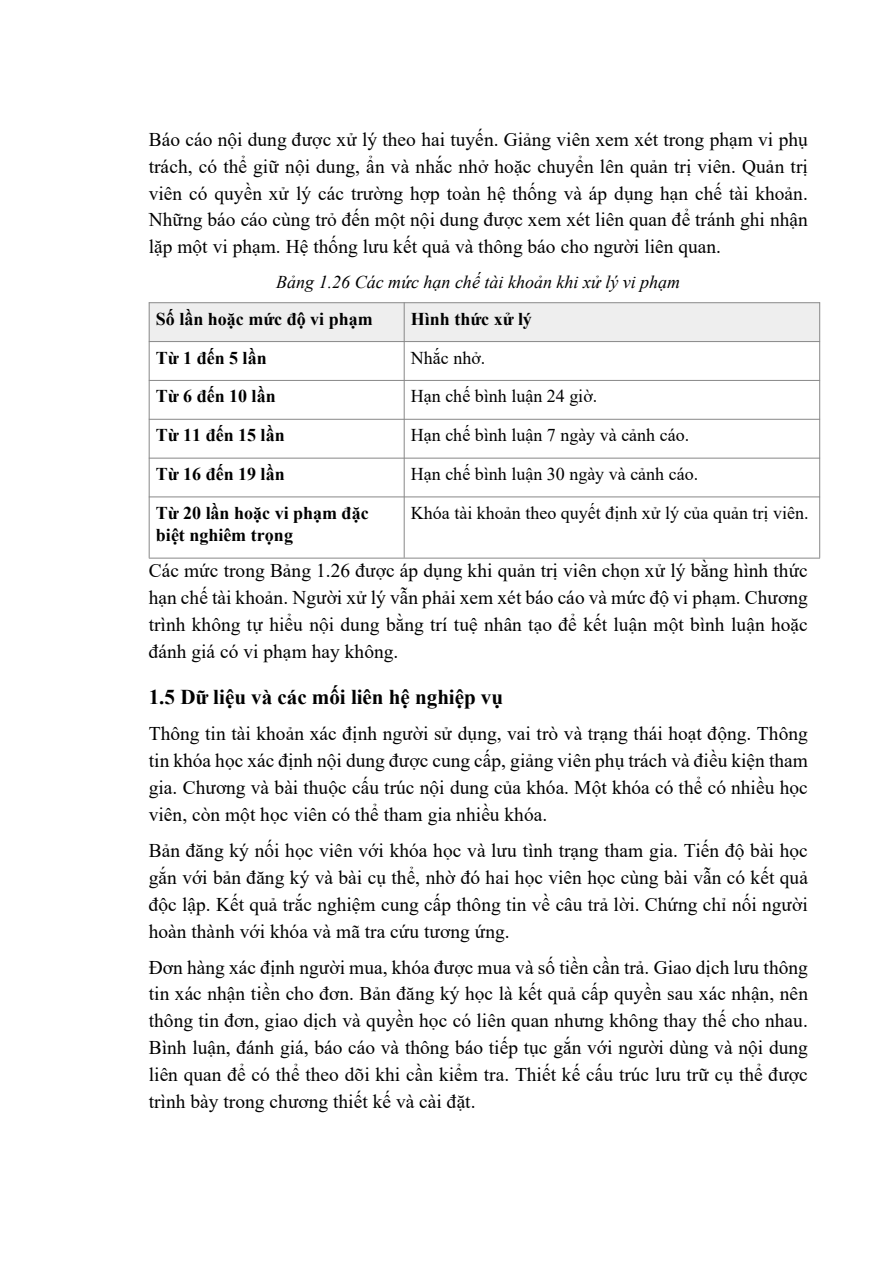 Báo cáo nội dung được xử lý theo hai tuyến. Giảng viên xem xét trong phạm vi phụ
trách, có thể giữ nội dung, ẩn và nhắc nhở hoặc chuyển lên quản trị viên. Quản trị
viên có quyền xử lý các trường hợp toàn hệ thống và áp dụng hạn chế tài khoản.
Những báo cáo cùng trỏ đến một nội dung được xem xét liên quan để tránh ghi nhận
lặp một vi phạm. Hệ thống lưu kết quả và thông báo cho người liên quan.
Bảng 1.26 Các mức hạn chế tài khoản khi xử lý vi phạm
Số lần hoặc mức độ vi phạm Hình thức xử lý
Từ 1 đến 5 lần Nhắc nhở.
Từ 6 đến 10 lần Hạn chế bình luận 24 giờ.
Từ 11 đến 15 lần Hạn chế bình luận 7 ngày và cảnh cáo.
Từ 16 đến 19 lần Hạn chế bình luận 30 ngày và cảnh cáo.
Từ 20 lần hoặc vi phạm đặc Khóa tài khoản theo quyết định xử lý của quản trị viên.
biệt nghiêm trọng
Các mức trong Bảng 1.26 được áp dụng khi quản trị viên chọn xử lý bằng hình thức
hạn chế tài khoản. Người xử lý vẫn phải xem xét báo cáo và mức độ vi phạm. Chương
trình không tự hiểu nội dung bằng trí tuệ nhân tạo để kết luận một bình luận hoặc
đánh giá có vi phạm hay không.
1.5 Dữ liệu và các mối liên hệ nghiệp vụ
Thông tin tài khoản xác định người sử dụng, vai trò và trạng thái hoạt động. Thông
tin khóa học xác định nội dung được cung cấp, giảng viên phụ trách và điều kiện tham
gia. Chương và bài thuộc cấu trúc nội dung của khóa. Một khóa có thể có nhiều học
viên, còn một học viên có thể tham gia nhiều khóa.
Bản đăng ký nối học viên với khóa học và lưu tình trạng tham gia. Tiến độ bài học
gắn với bản đăng ký và bài cụ thể, nhờ đó hai học viên học cùng bài vẫn có kết quả
độc lập. Kết quả trắc nghiệm cung cấp thông tin về câu trả lời. Chứng chỉ nối người
hoàn thành với khóa và mã tra cứu tương ứng.
Đơn hàng xác định người mua, khóa được mua và số tiền cần trả. Giao dịch lưu thông
tin xác nhận tiền cho đơn. Bản đăng ký học là kết quả cấp quyền sau xác nhận, nên
thông tin đơn, giao dịch và quyền học có liên quan nhưng không thay thế cho nhau.
Bình luận, đánh giá, báo cáo và thông báo tiếp tục gắn với người dùng và nội dung
liên quan để có thể theo dõi khi cần kiểm tra. Thiết kế cấu trúc lưu trữ cụ thể được
trình bày trong chương thiết kế và cài đặt.